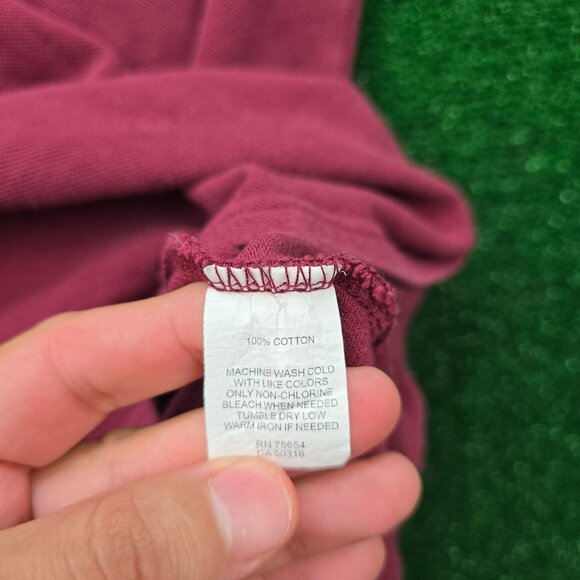 100% COTTON
MACHINE WASH COLD
WITH LIKE COLORS
ONLY NON-CHLORINE
BLEACH WHEN NEEDED
TUMBLE DRY LOW
WARM IRON IF NEEDED
RN 75654
CA 50316